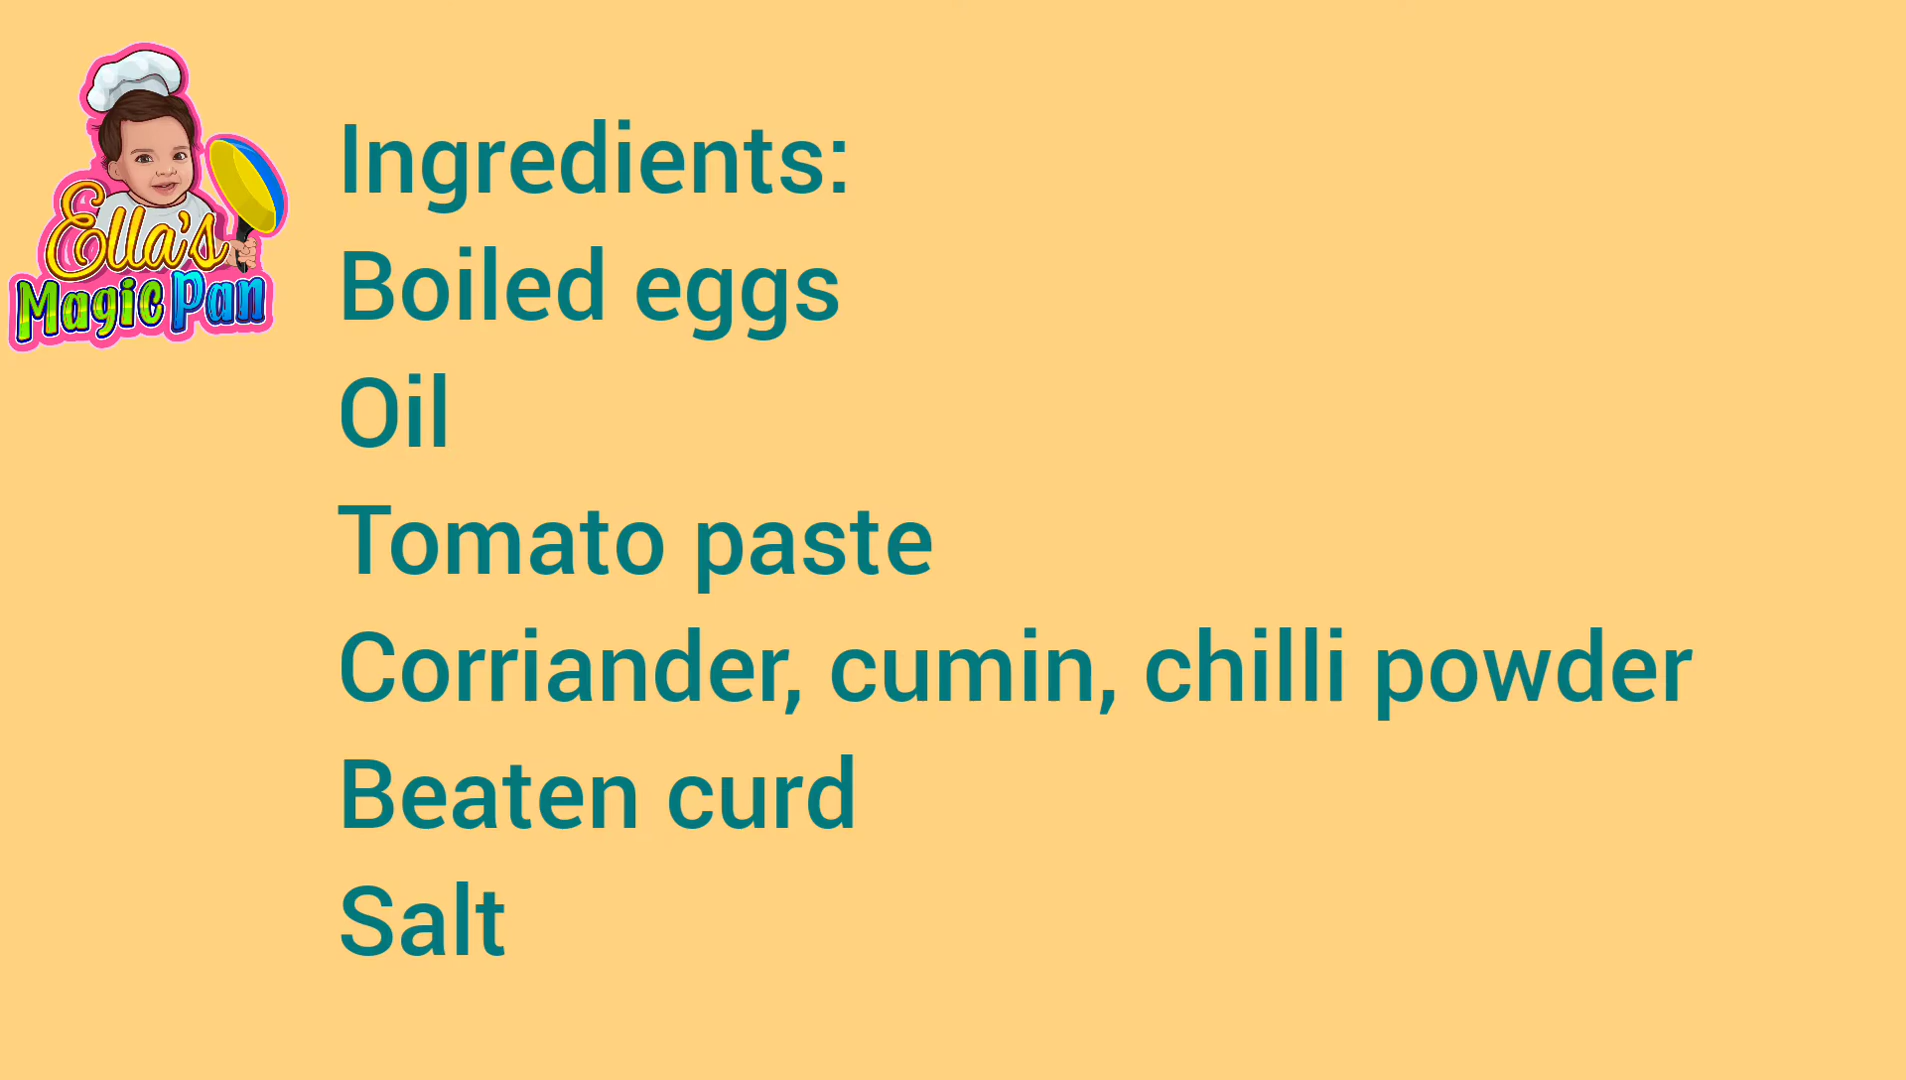 Ella's
Magic Pan
Ingredients:
Boiled eggs
Oil
Tomato paste
Corriander, cumin, chilli powder
Beaten curd
Salt